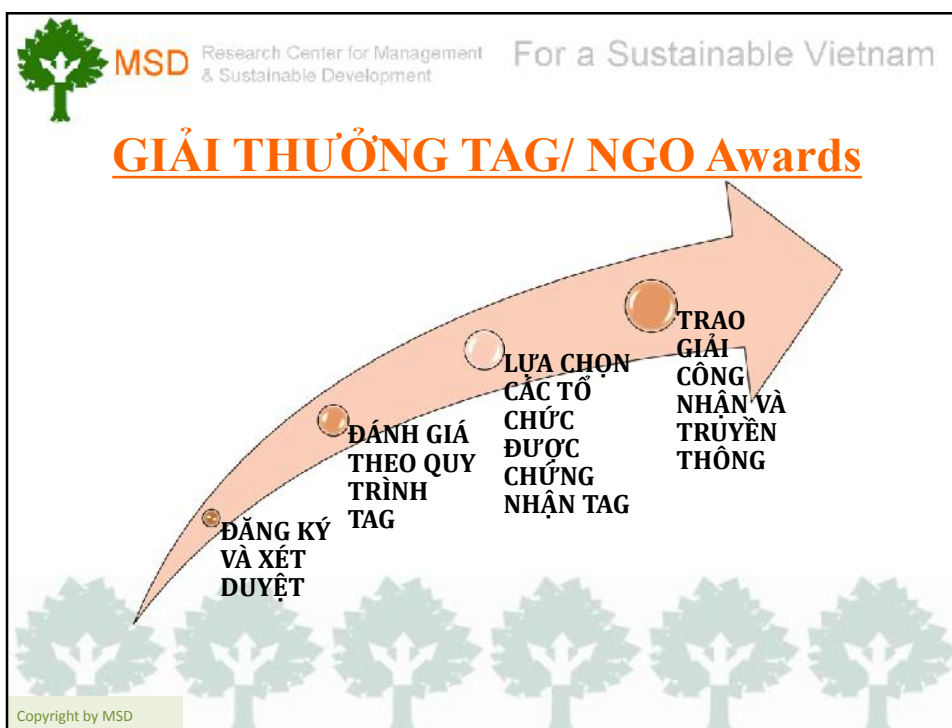 MSD
Research Center for Management
& Sustainable Development
For a Sustainable Vietnam
GIẢI THƯỞNG TAG/ NGO Awards
ĐĂNG KÝ
VÀ XÉT
DUYỆT
ĐÁNH GIÁ
THEO QUY
TRÌNH
TAG
LỰA CHỌN
CÁC TỔ
CHỨC
ĐƯỢC
CHỨNG
NHẬN TAG
TRAO
GIẢI
CÔNG
NHẬN VÀ
TRUYỀN
THÔNG
Copyright by MSD